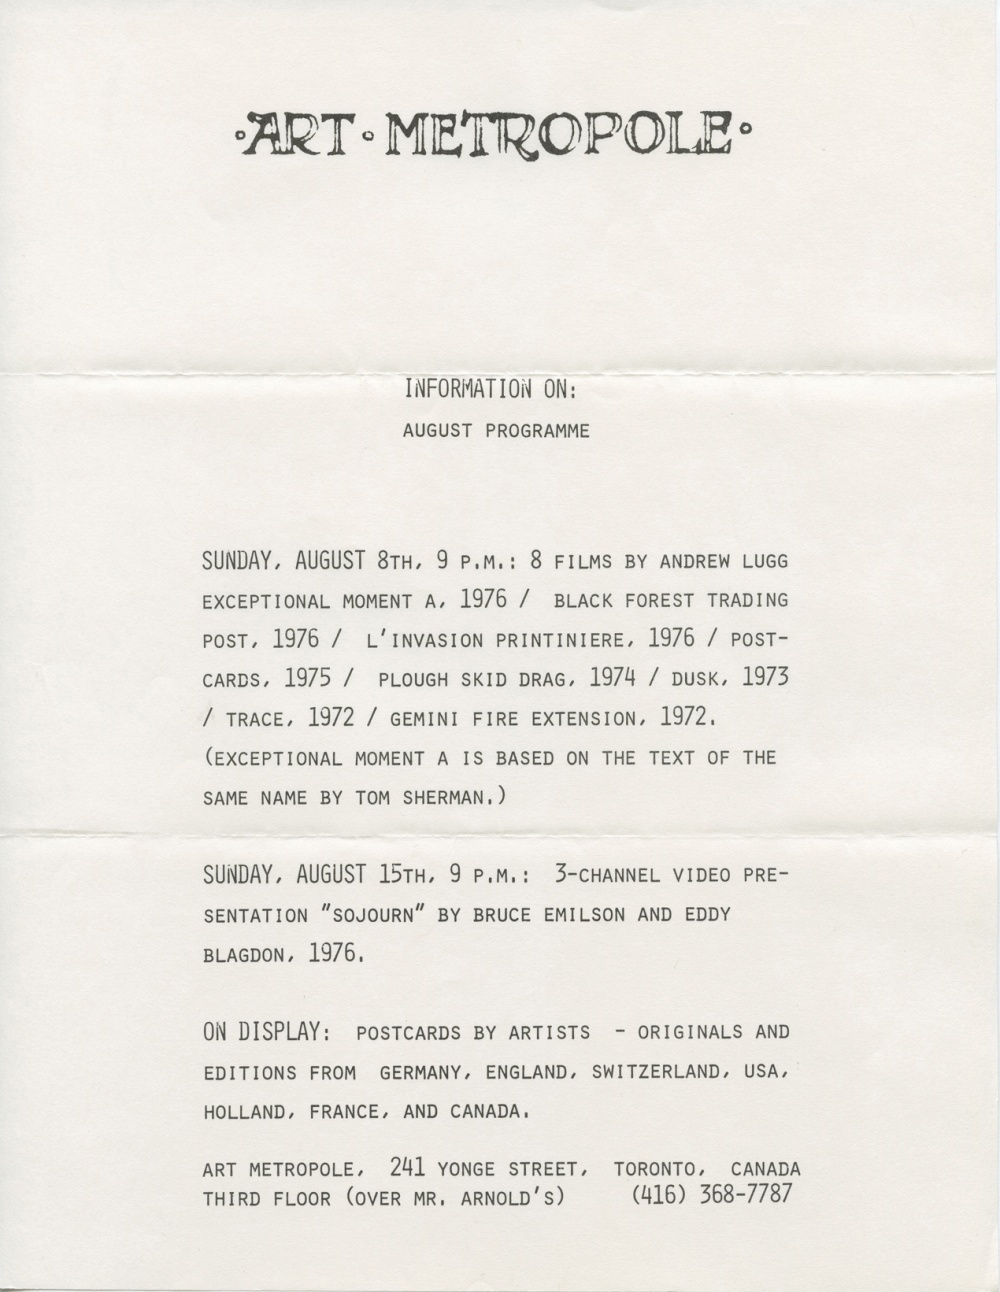 ·ART·METROPOLE·
INFORMATION ON:
AUGUST PROGRAMME
SUNDAY, AUGUST 8TH, 9 P.M.: 8 FILMS BY ANDREW LUGG
EXCEPTIONAL MOMENT A, 1976 / BLACK FOREST TRADING
POST, 1976 / L'INVASION PRINTINIERE, 1976 / POST-
CARDS, 1975 / PLOUGH SKID DRAG, 1974 / DUSK, 1973
/ TRACE, 1972 / GEMINI FIRE EXTENSION, 1972.
(EXCEPTIONAL MOMENT A IS BASED ON THE TEXT OF THE
SAME NAME BY TOM SHERMAN.)
SUNDAY, AUGUST 15TH, 9 P.M.: 3-CHANNEL VIDEO PRE-
SENTATION "SOJOURN" BY BRUCE EMILSON AND EDDY
BLAGDON, 1976.
ON DISPLAY: POSTCARDS BY ARTISTS - ORIGINALS AND
EDITIONS FROM GERMANY, ENGLAND, SWITZERLAND, USA,
HOLLAND, FRANCE, AND CANADA.
ART METROPOLE, 241 YONGE STREET, TORONTO, CANADA
THIRD FLOOR (OVER MR. ARNOLD'S) (416) 368-7787